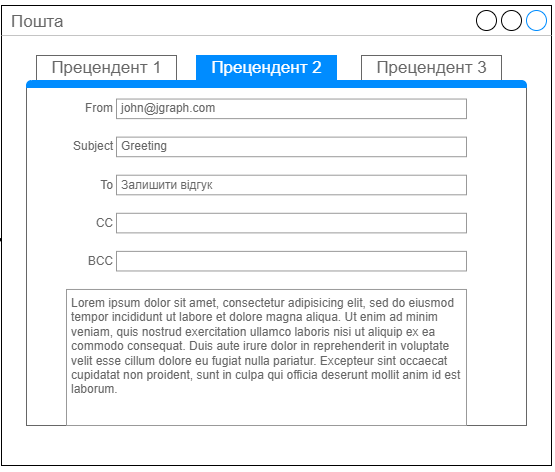 Пошта
Прецендент 1
Прецендент 2
Прецендент 3
From john@jgraph.com
Subject Greeting
To Залишити відгук
CC
BCC
Lorem ipsum dolor sit amet, consectetur adipisicing elit, sed do eiusmod
tempor incididunt ut labore et dolore magna aliqua. Ut enim ad minim
veniam, quis nostrud exercitation ullamco laboris nisi ut aliquip ex ea
commodo consequat. Duis aute irure dolor in reprehenderit in voluptate
velit esse cillum dolore eu fugiat nulla pariatur. Excepteur sint occaecat
cupidatat non proident, sunt in culpa qui officia deserunt mollit anim id est
laborum.